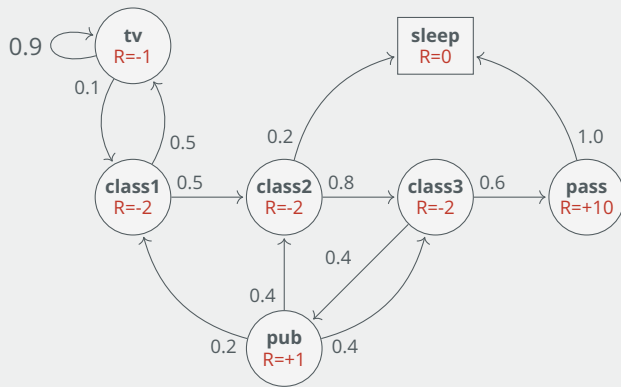 tv
R=-1
sleep
R=0
0.9
0.1
0.5
0.2
1.0
class1
R=-2
0.5
class2
R=-2
0.8
class3
R=-2
0.6
pass
R=+10
0.4
0.4
0.2
pub
R=+1
0.4